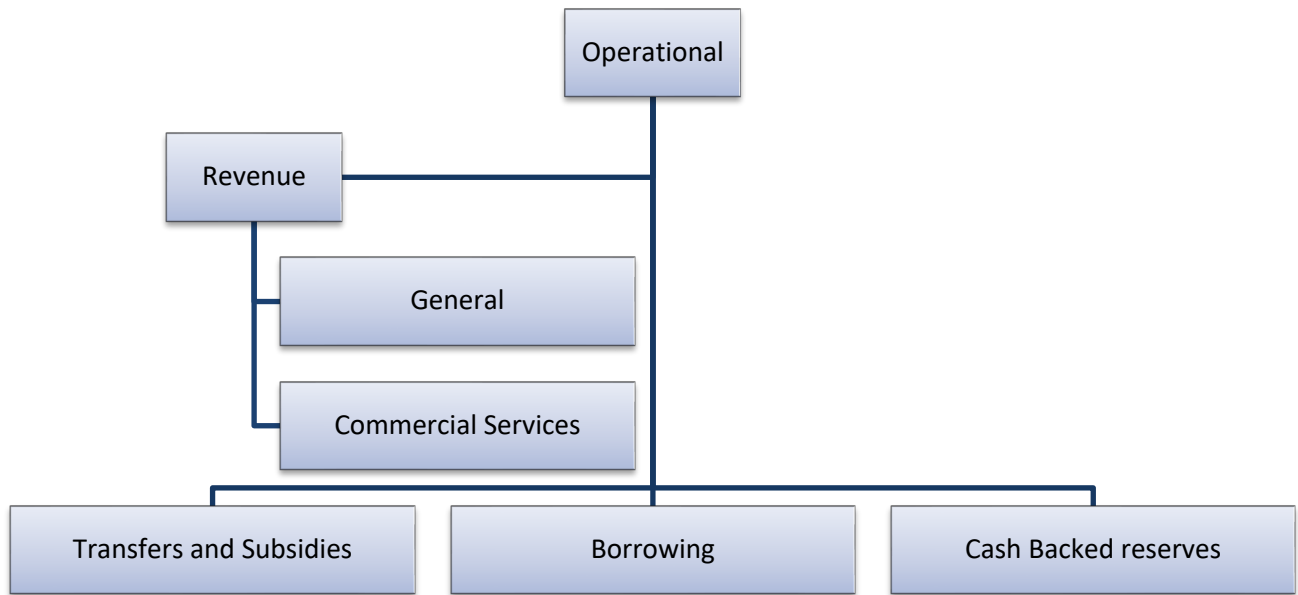 Operational
Revenue
General
Commercial Services
Transfers and Subsidies
Borrowing
Cash Backed reserves